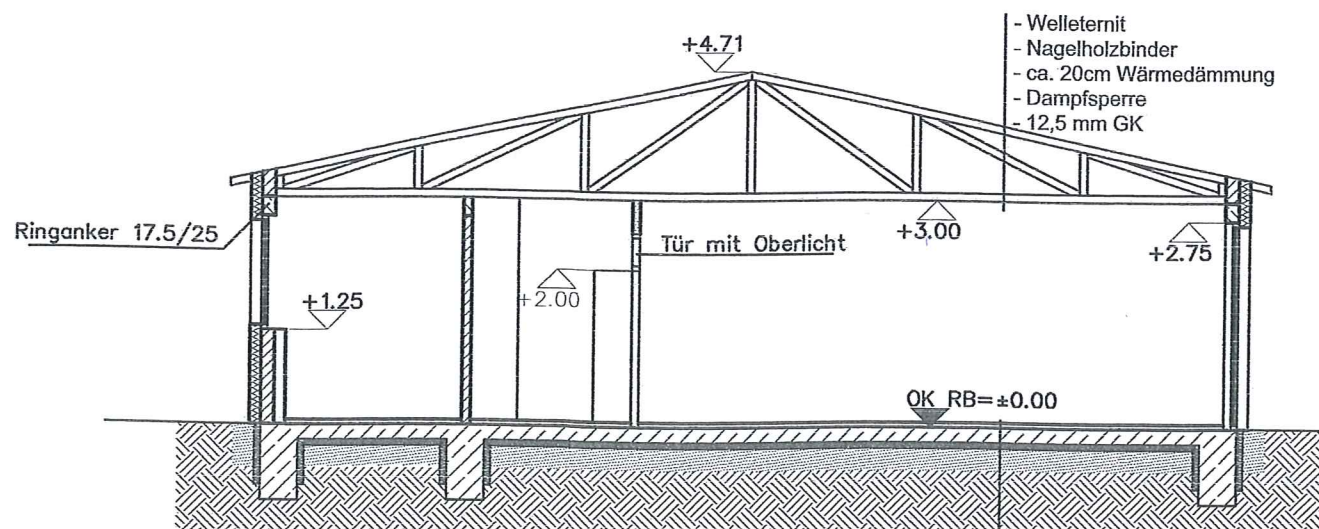 - Welleternit
- Nagelholzbinder
- ca. 20cm Wärmedämmung
- Dampfsperre
- 12,5 mm GK
+4.71
Ringanker 17.5/25
Tür mit Oberlicht
+3.00
+2.75
+2.00
+1.25
OK RB=±0.00